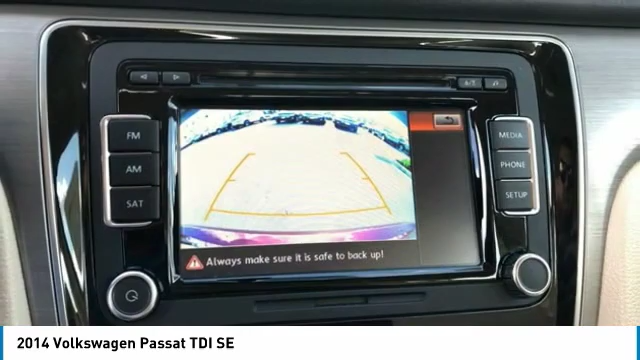 FM
AM
SAT
MEDIA
PHONE
SETUP
Always make sure it is safe to back up!
2014 Volkswagen Passat TDI SE